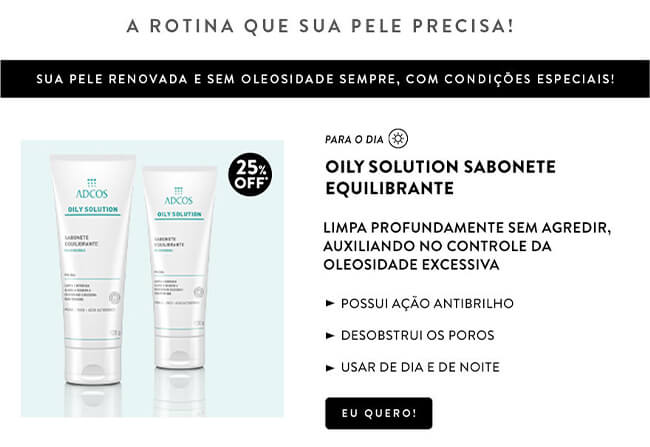 A ROTINA QUE SUA PELE PRECISA!
SUA PELE RENOVADA E SEM OLEOSIDADE SEMPRE, COM CONDIÇÕES ESPECIAIS!
25%
OFF*
ADCOS
OILY SOLUTION
SABONETE
EQUILIBRANTE
ADCOS
OILY SOLUTION
SABONETE
EQUILIBRANTE
PARA O DIA
OILY SOLUTION SABONETE
EQUILIBRANTE
LIMPA PROFUNDAMENTE SEM AGREDIR,
AUXILIANDO NO CONTROLE DA
OLEOSIDADE EXCESSIVA
► POSSUI AÇÃO ANTIBRILHO
► DESOBSTRUI OS POROS
► USAR DE DIA E DE NOITE
EU QUERO!